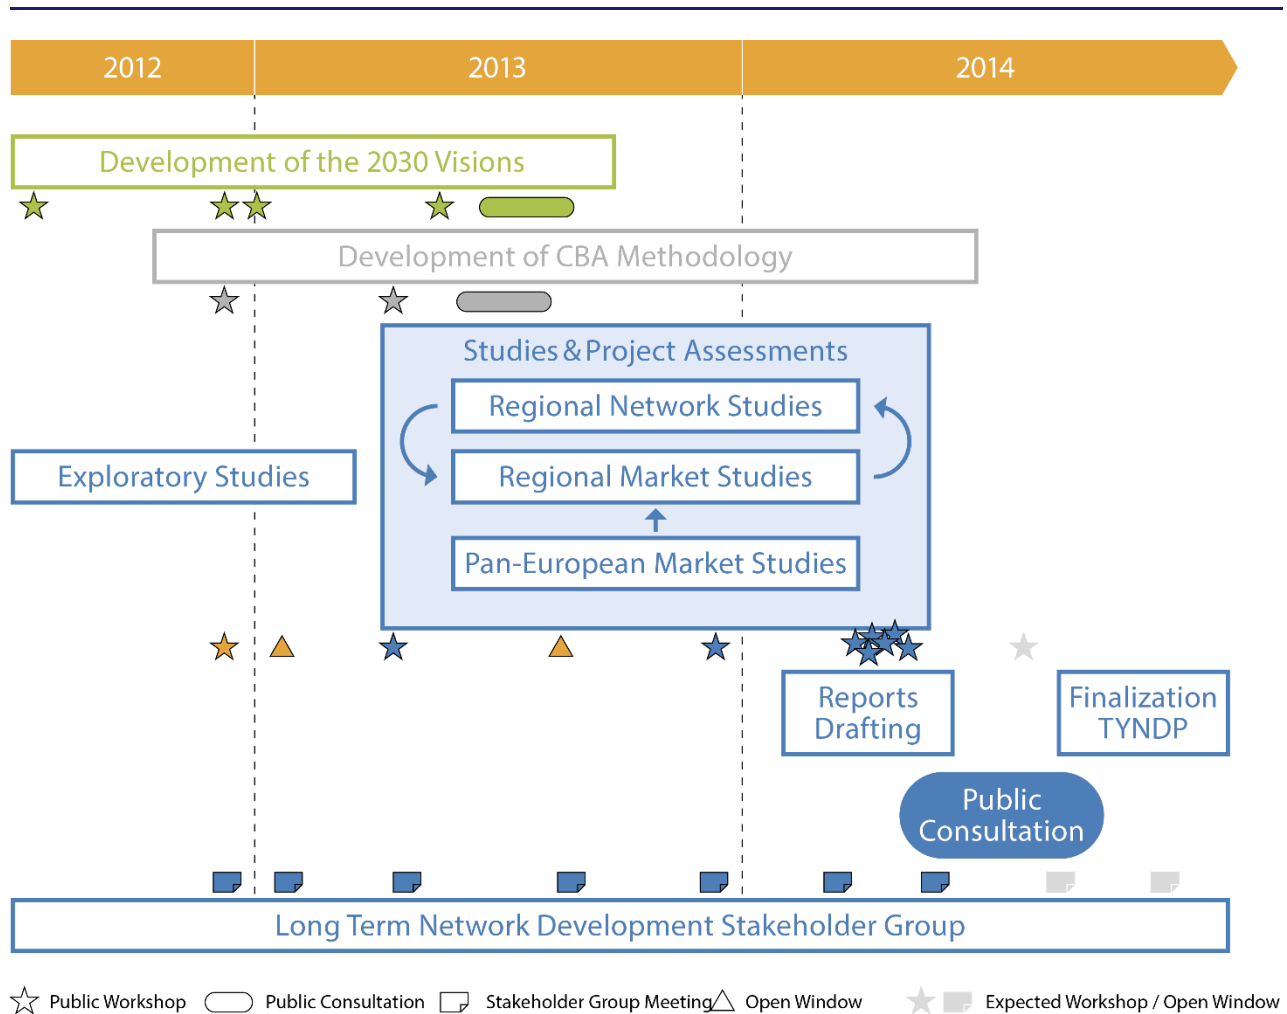 2012
2013
2014
Development of the 2030 Visions
Development of CBA Methodology
Studies & Project Assessments
Regional Network Studies
Exploratory Studies
Regional Market Studies
Pan-European Market Studies
Reports
Drafting
Finalization
TYNDP
Public
Consultation
Long Term Network Development Stakeholder Group
Public Workshop
Public Consultation
Stakeholder Group Meeting
Open Window
Expected Workshop / Open Window